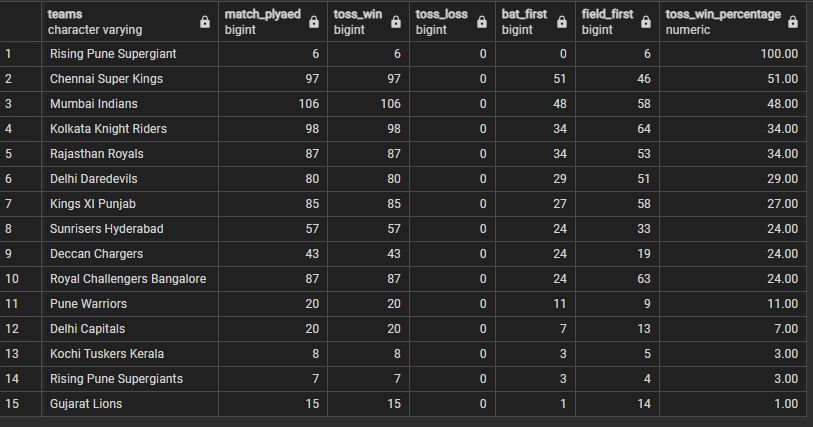 teams match_plyaed toss_win toss_loss bat_first field_first toss_win_percentage
character varying bigint bigint bigint bigint bigint numeric
1 Rising Pune Supergiant 6 6 0 0 6 100.00
2 Chennai Super Kings 97 97 0 51 46 51.00
3 Mumbai Indians 106 106 0 48 58 48.00
4 Kolkata Knight Riders 98 98 0 34 64 34.00
5 Rajasthan Royals 87 87 0 34 53 34.00
6 Delhi Daredevils 80 80 0 29 51 29.00
7 Kings XI Punjab 85 85 0 27 58 27.00
8 Sunrisers Hyderabad 57 57 0 24 33 24.00
9 Deccan Chargers 43 43 0 24 19 24.00
10 Royal Challengers Bangalore 87 87 0 24 63 24.00
11 Pune Warriors 20 20 0 11 9 11.00
12 Delhi Capitals 20 20 0 7 13 7.00
13 Kochi Tuskers Kerala 8 8 0 3 5 3.00
14 Rising Pune Supergiants 7 7 0 3 4 3.00
15 Gujarat Lions 15 15 0 1 14 1.00